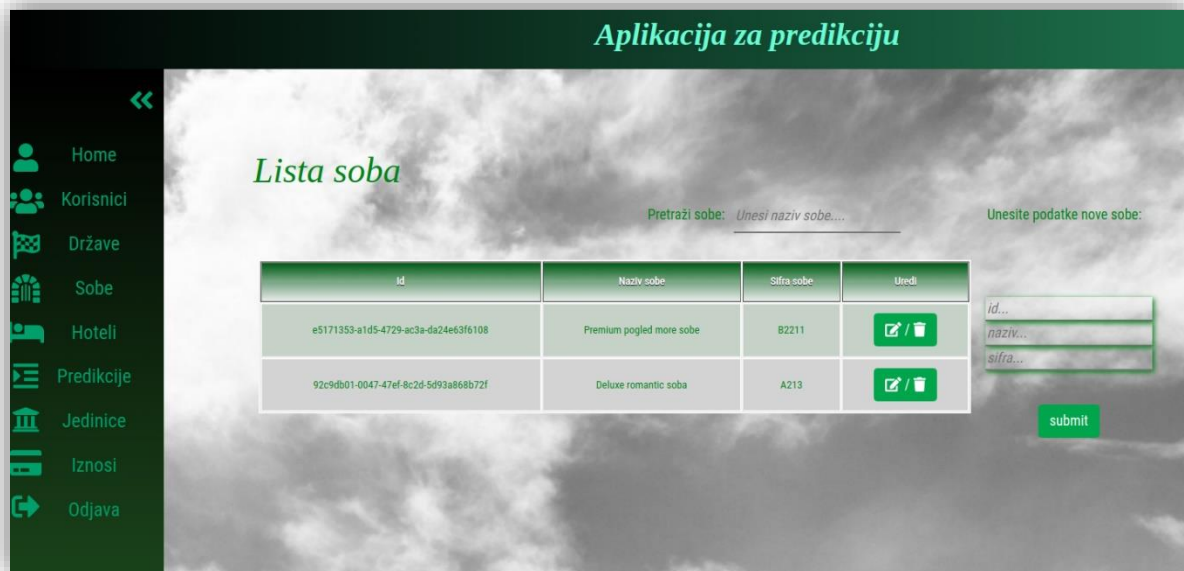 Aplikacija za predikciju
Home
Korisnici
Države
Sobe
Hoteli
Predikcije
Jedinice
Iznosi
Odjava
Lista soba
Pretraži sobe: Unesi naziv sobe....
Unesite podatke nove sobe:
Id Naziv sobe Sifra sobe Uredi
e5171353-a1d5-4729-ac3a-da24e63f6108 Premium pogled more sobe B2211 /
92c9db01-0047-47ef-8c2d-5d93a868b72f Deluxe romantic soba A213 /
id...
naziv...
sifra...
submit